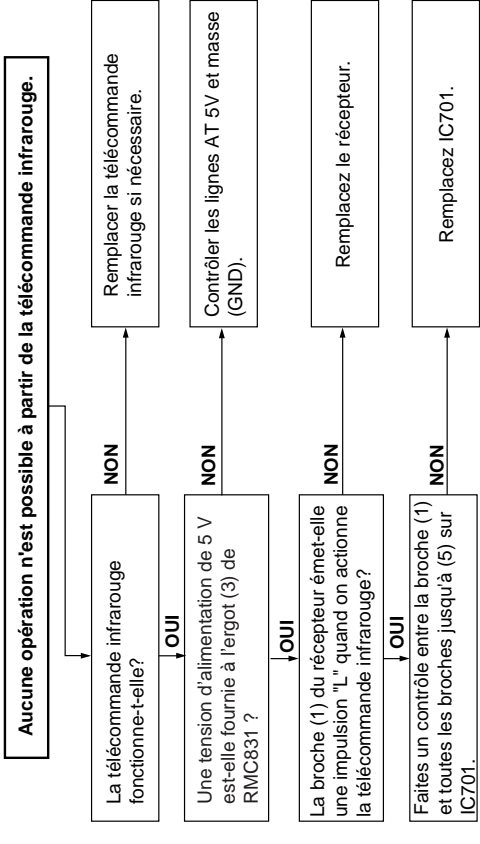 Aucune opération n'est possible à partir de la télécommande infrarouge.
La télécommande infrarouge
fonctionne-t-elle?
NON
Remplacer la télécommande
infrarouge si nécessaire.
OUI
Une tension d'alimentation de 5 V
est-elle fournie à l'ergot (3) de
RMC831 ?
NON
Contrôler les lignes AT 5V et masse
(GND).
OUI
La broche (1) du récepteur émet-elle
une impulsion "L" quand on actionne
la télécommande infrarouge?
NON
Remplacez le récepteur.
OUI
Faites un contrôle entre la broche (1)
et toutes les broches jusqu'à (5) sur
IC701.
NON
Remplacez IC701.